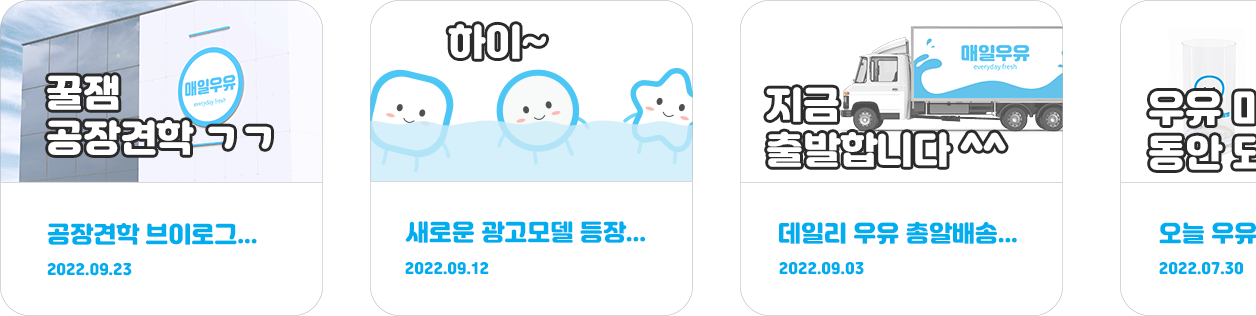 매일우유
everyday fresh
꿀잼
공장견학 ㄱㄱ
공장견학 브이로그...
2022.09.23
하이~
새로운 광고모델 등장...
2022.09.12
매일우유
everyday fresh
지금
출발합니다 ^^
데일리 우유 총알배송...
2022.09.03
우유
동안
오늘 우유
2022.07.30